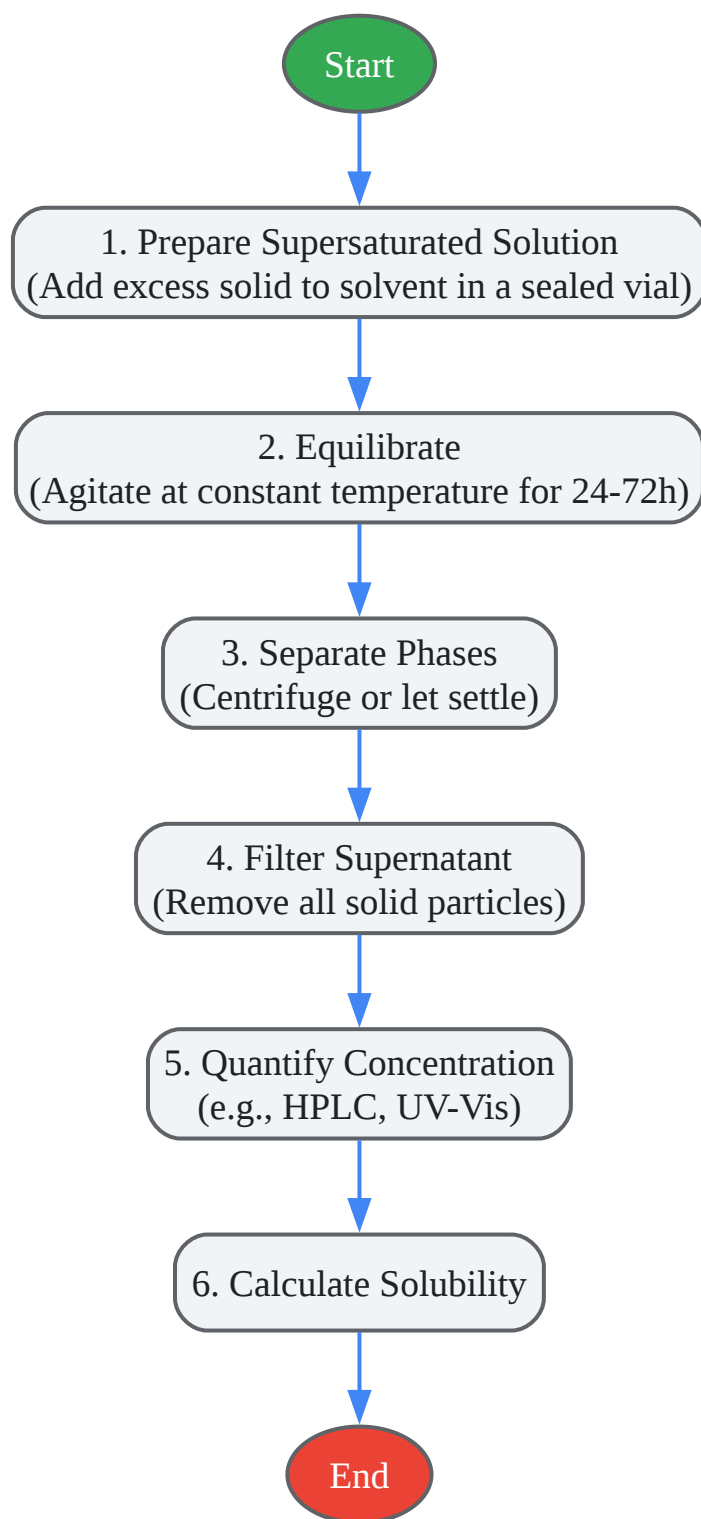 Start
1. Prepare Supersaturated Solution
(Add excess solid to solvent in a sealed vial)
2. Equilibrate
(Agitate at constant temperature for 24-72h)
3. Separate Phases
(Centrifuge or let settle)
4. Filter Supernatant
(Remove all solid particles)
5. Quantify Concentration
(e.g., HPLC, UV-Vis)
6. Calculate Solubility
End